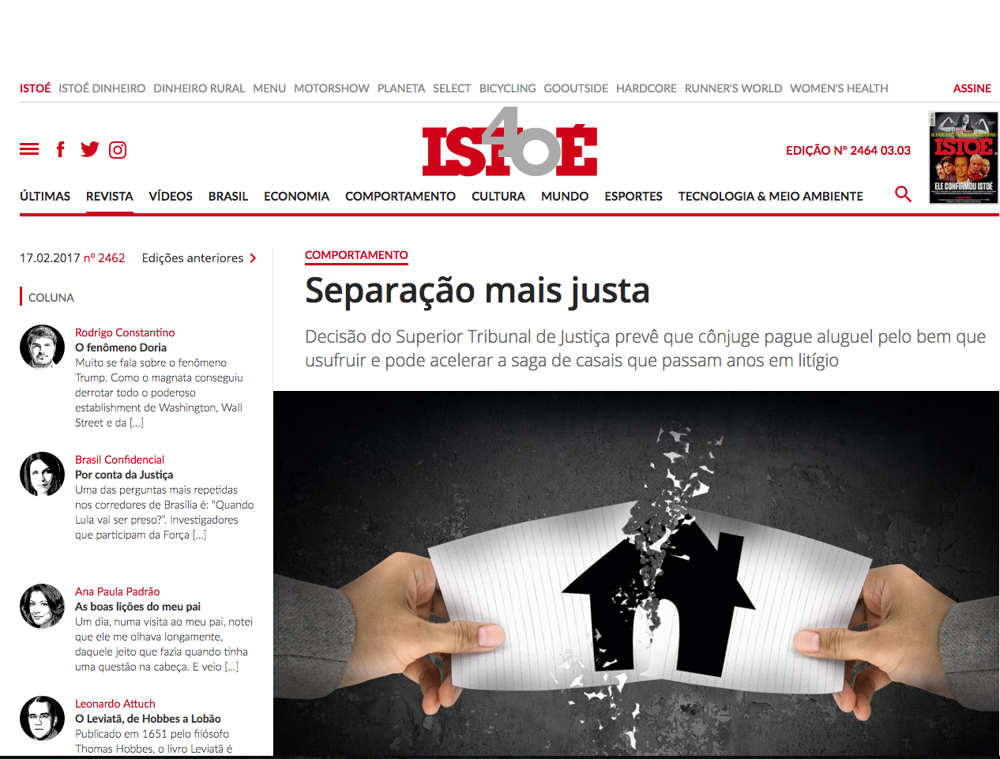 ISTOÉ ISTOÉ DINHEIRO DINHEIRO RURAL MENU MOTORSHOW PLANETA SELECT BICYCLING GOOUTSIDE HARDCORE RUNNER'S WORLD WOMEN'S HEALTH ASSINE
ISTOÉ 40
EDIÇÃO Nº 2464 03.03
ISTOÉ
ELE CONFIRMOU ISTOÉ
ÚLTIMAS REVISTA VÍDEOS BRASIL ECONOMIA COMPORTAMENTO CULTURA MUNDO ESPORTES TECNOLOGIA & MEIO AMBIENTE
17.02.2017 nº 2462 Edições anteriores
COLUNA
Rodrigo Constantino
O fenômeno Doria
Muito se fala sobre o fenômeno
Trump. Como o magnata conseguiu
derrotar todo o poderoso
establishment de Washington, Wall
Street e da [...]
Brasil Confidencial
Por conta da Justiça
Uma das perguntas mais repetidas
nos corredores de Brasília é: “Quando
Lula vai ser preso?”. Investigadores
que participam da Força [...]
Ana Paula Padrão
As boas lições do meu pai
Um dia, numa visita ao meu pai, notei
que ele me olhava longamente,
daquele jeito que fazia quando tinha
uma questão na cabeça. E veio [...]
Leonardo Attuch
O Leviatã, de Hobbes a Lobão
Publicado em 1651 pelo filósofo
Thomas Hobbes, o livro Leviatã é
COMPORTAMENTO
Separação mais justa
Decisão do Superior Tribunal de Justiça prevê que cônjuge pague aluguel pelo bem que
usufruir e pode acelerar a saga de casais que passam anos em litígio